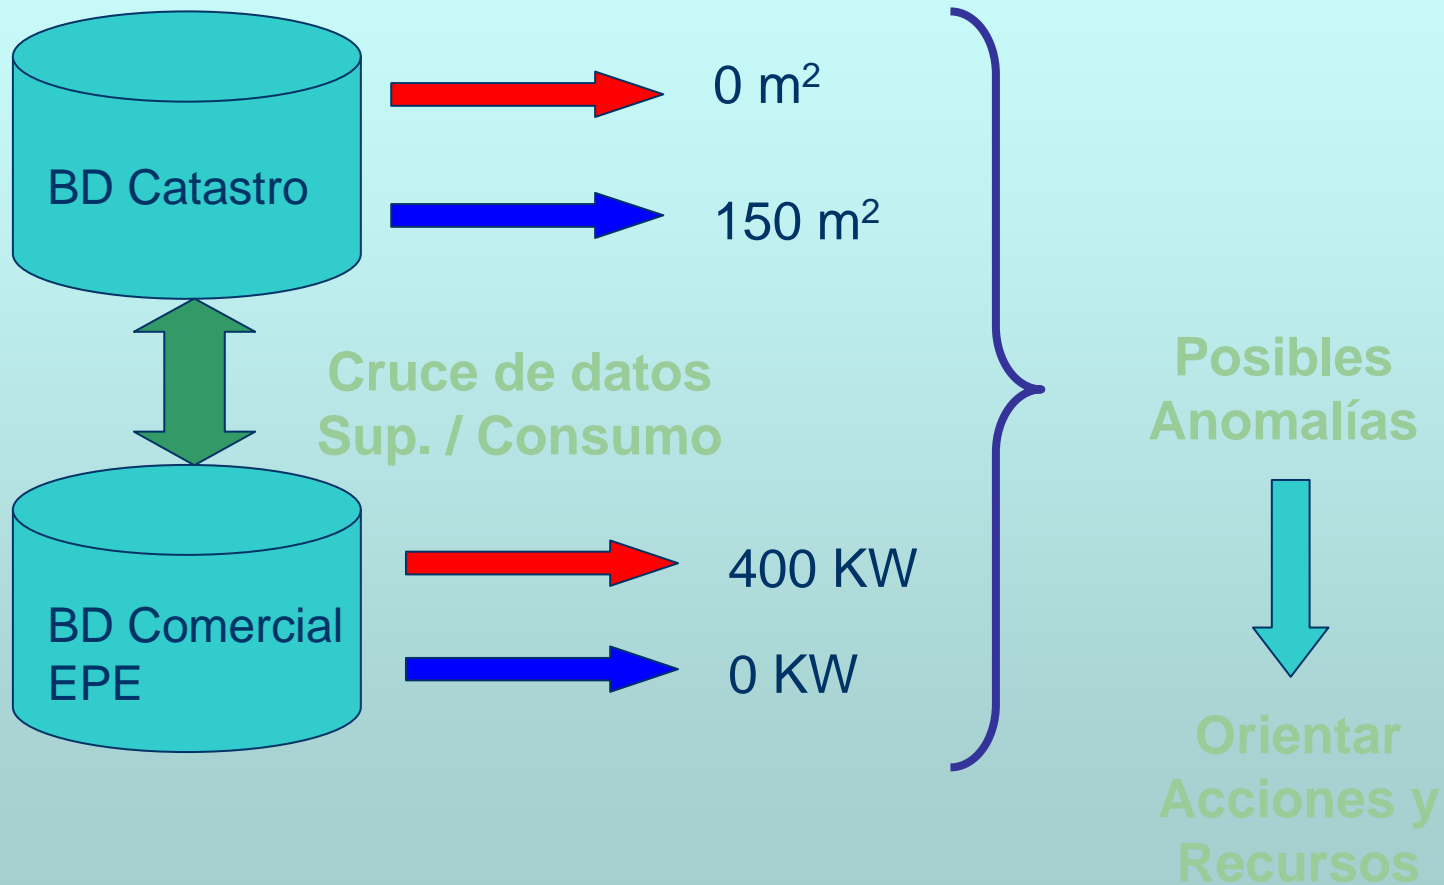 BD Catastro
0 m²
150 m²
Cruce de datos
Sup. / Consumo
BD Comercial
EPE
400 KW
0 KW
Posibles
Anomalías
Orientar
Acciones y
Recursos